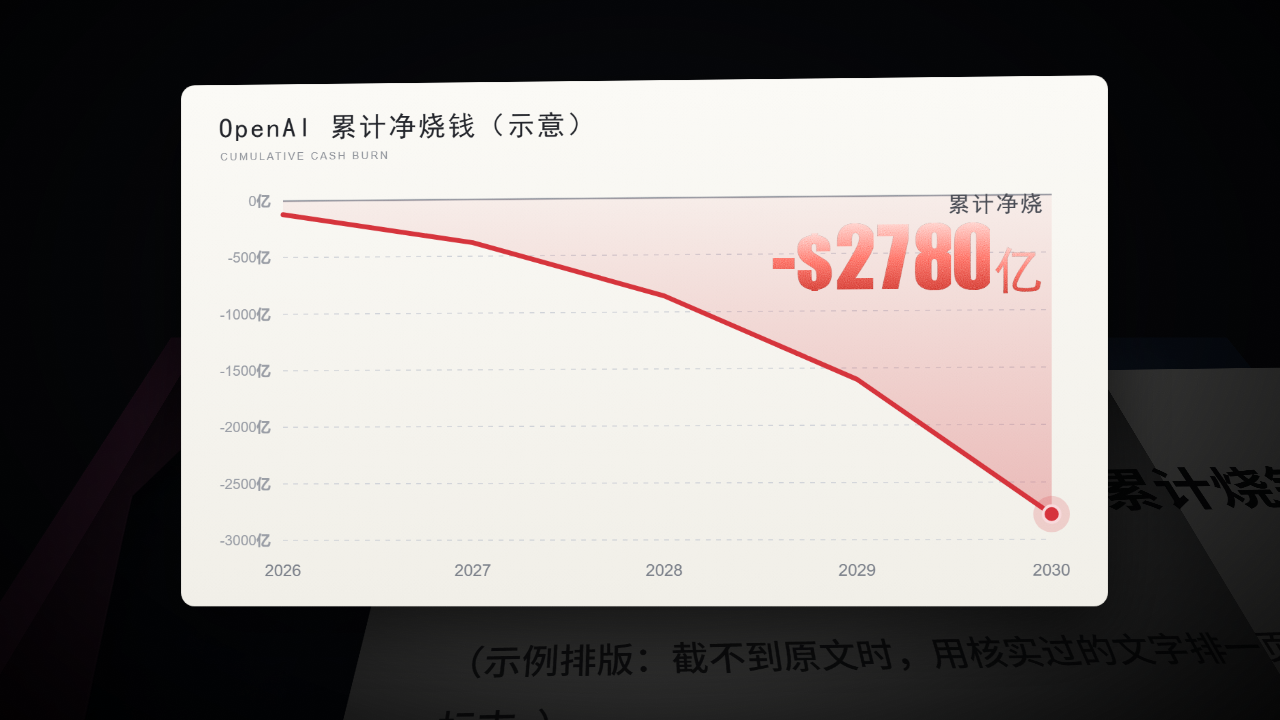 OpenAI 累计净烧钱（示意）
CUMULATIVE CASH BURN
累计净烧
-$2780亿
0亿
-500亿
-1000亿
-1500亿
-2000亿
-2500亿
-3000亿
2026 2027 2028 2029 2030
累计烧
（示例排版：截不到原文时，用核实过的文字排一